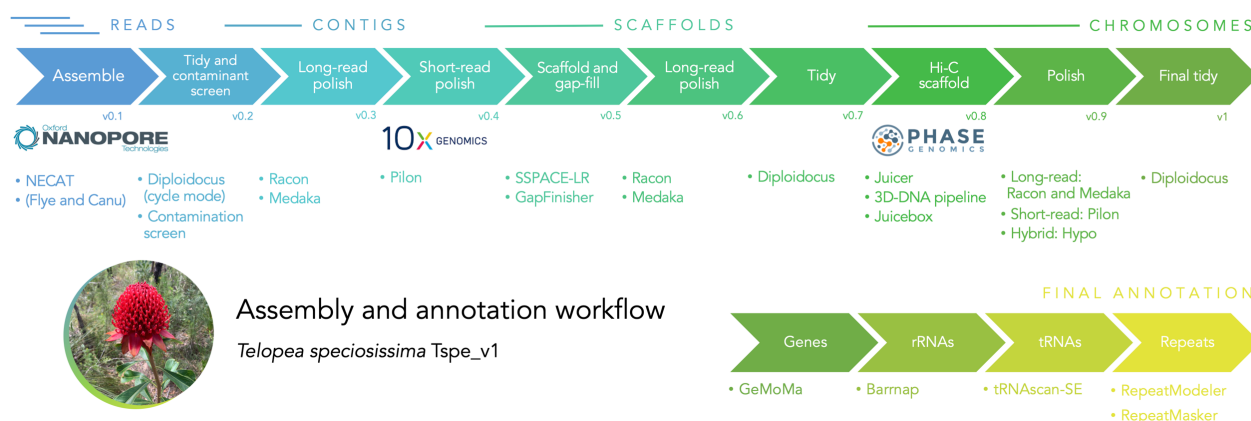 READS
CONTIGS
SCAFFOLDS
CHROMOSOMES
Assemble
Tidy and
contaminant
screen
Long-read
polish
Short-read
polish
Scaffold and
gap-fill
Long-read
polish
Tidy
Hi-C
scaffold
Polish
Final tidy
v0.1
v0.2
v0.3
v0.4
v0.5
v0.6
v0.7
v0.8
v0.9
v1
Oxford
NANOPORE
Technologies
10X GENOMICS
PHASE
GENOMICS
• NECAT
• (Flye and Canu)
• Diploidocus
(cycle mode)
• Contamination
screen
• Racon
• Medaka
• Pilon
• SSPACE-LR
• GapFinisher
• Racon
• Medaka
• Diploidocus
• Juicer
• 3D-DNA pipeline
• Juicebox
• Long-read:
Racon and Medaka
• Short-read: Pilon
• Hybrid: Hypo
• Diploidocus
Assembly and annotation workflow
Telopea speciosissima Tspe_v1
FINAL ANNOTATION
Genes
rRNAs
tRNAs
Repeats
• GeMoMa
• Barrnap
• tRNAscan-SE
• RepeatModeler
• RepeatMasker